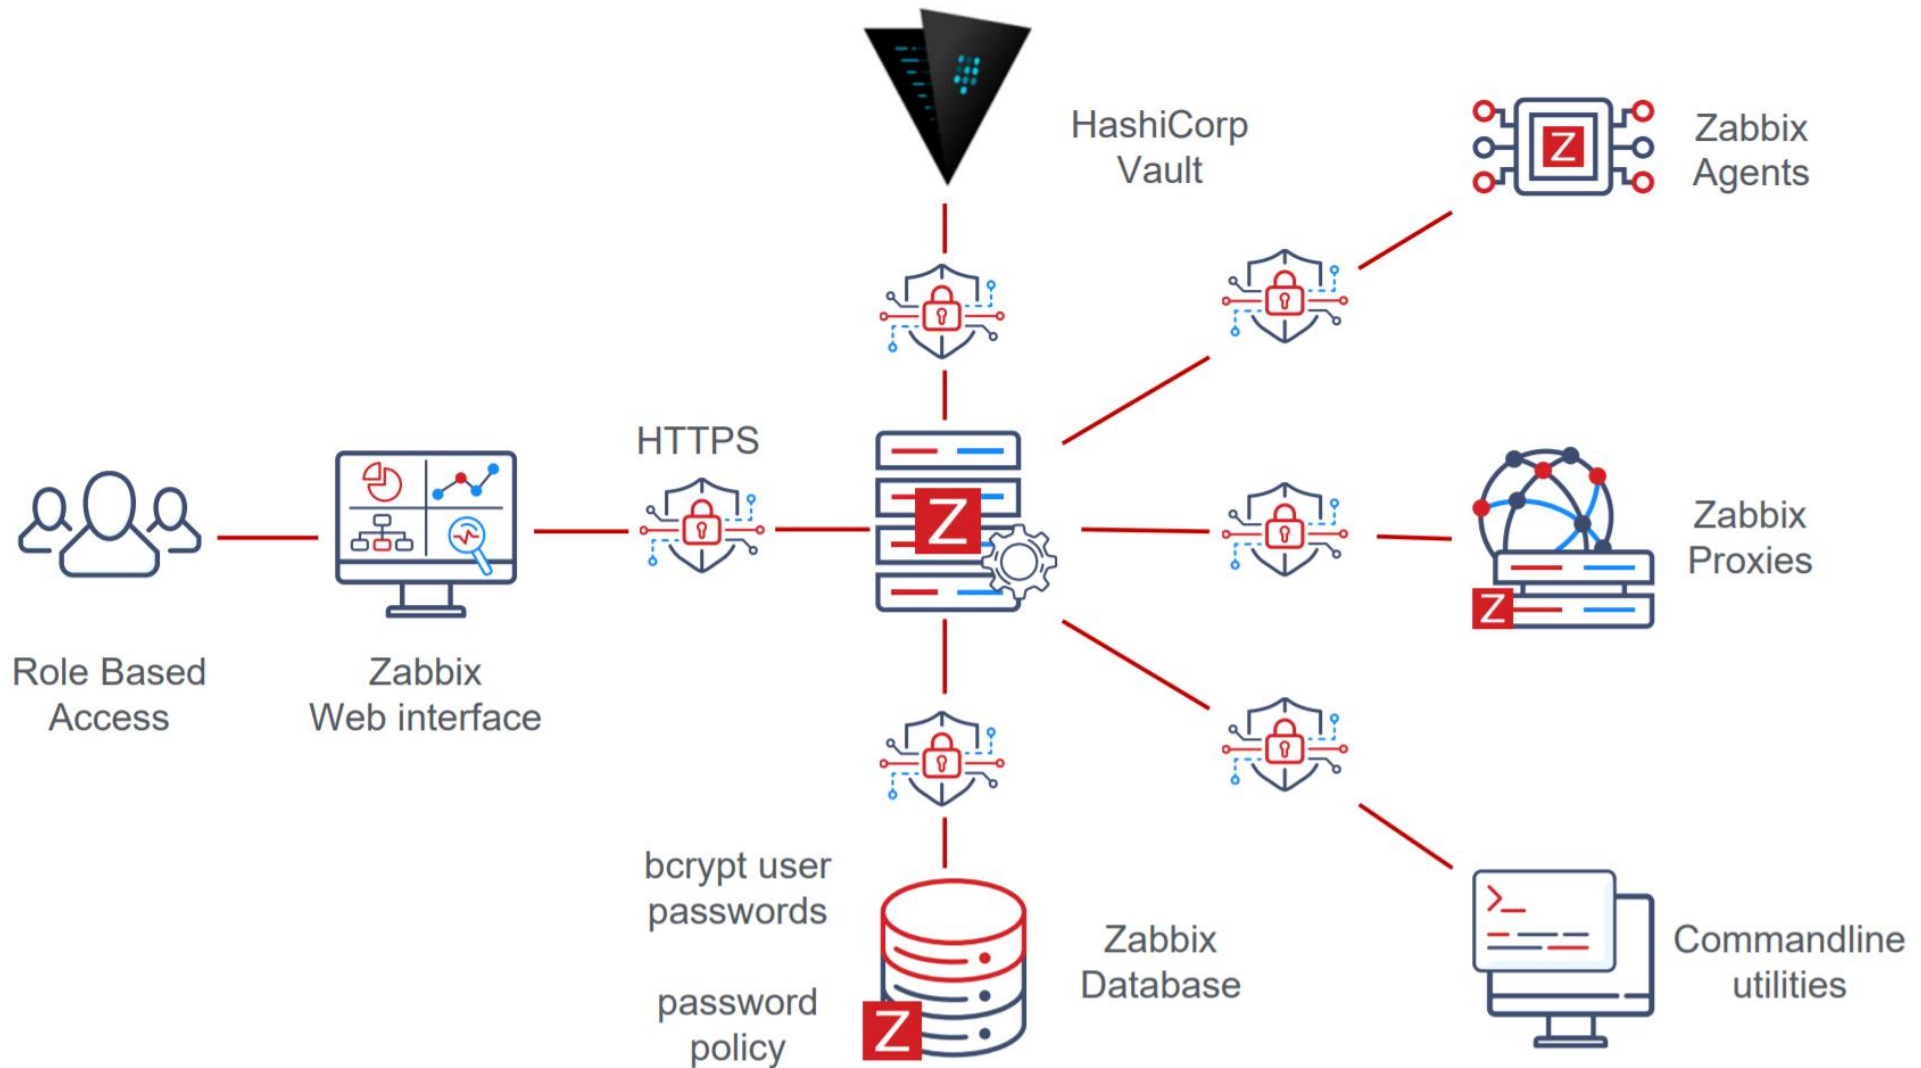 HashiCorp
Vault
Z
Zabbix
Agents
HTTPS
Z
Zabbix
Proxies
Z
Role Based
Access
Zabbix
Web interface
bcrypt user
passwords
password
policy
Z
Zabbix
Database
>_
Commandline
utilities